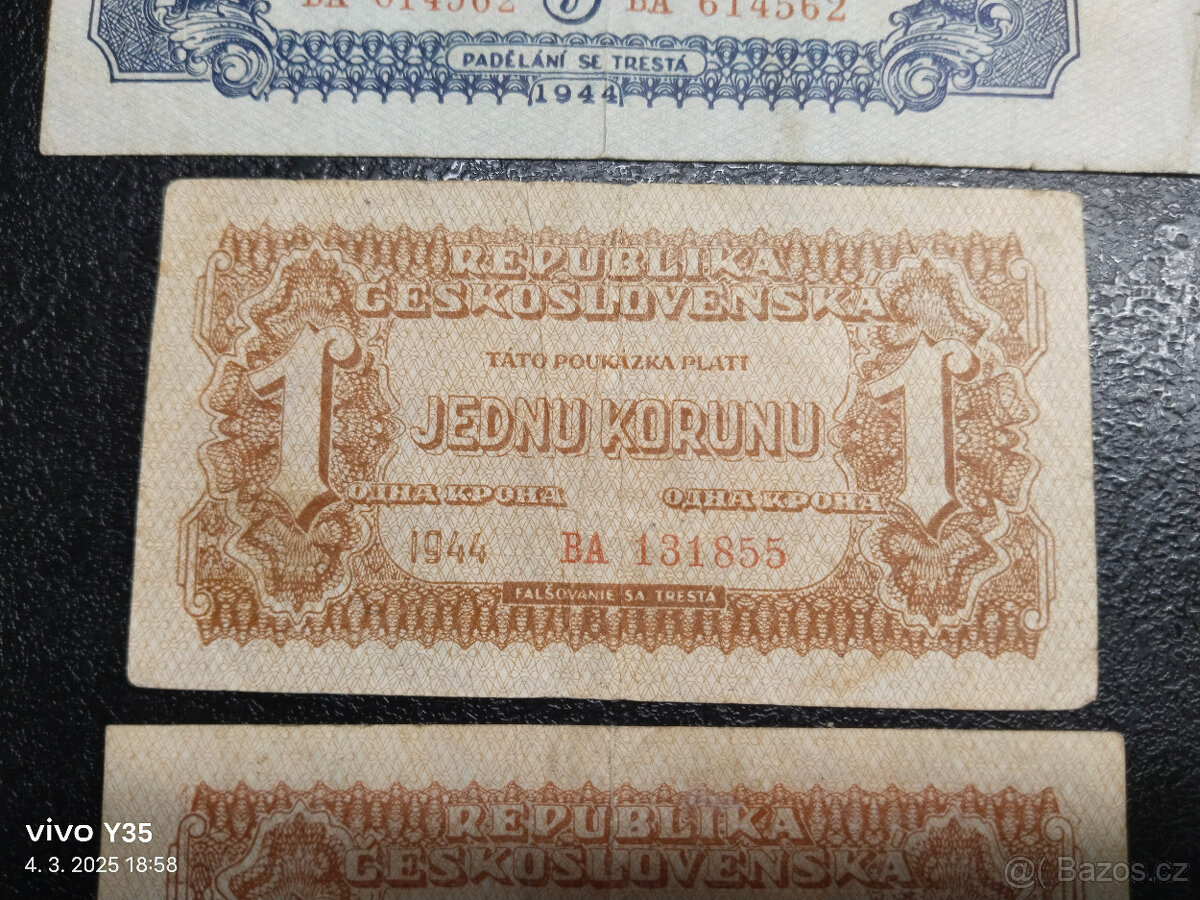 BA 614562 BA 614562
PADĚLÁNÍ SE TRESTÁ
1944
REPUBLIKA
ČESKOSLOVENSKÁ
TÁTO POUKÁZKA PLATÍ
1 JEDNU KORUNU 1
ОДНА КРОНА ОДНА КРОНА
1944 BA 131855
FALŠOVANIE SA TRESTÁ
REPUBLIKA
ČESKOSLOVENSKÁ
vivo Y35
4. 3. 2025 18:58
@( Bazos.cz